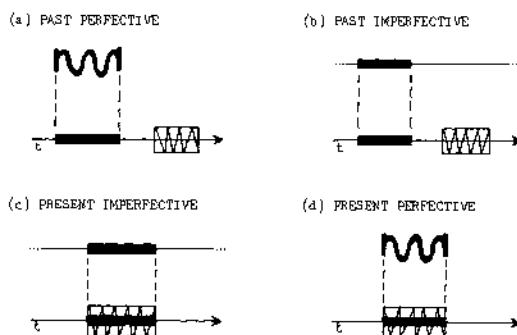 (a) PAST PERFECTIVE
(b) PAST IMPERFECTIVE
t
t
(c) PRESENT IMPERFECTIVE
(d) PRESENT PERFECTIVE
t
t